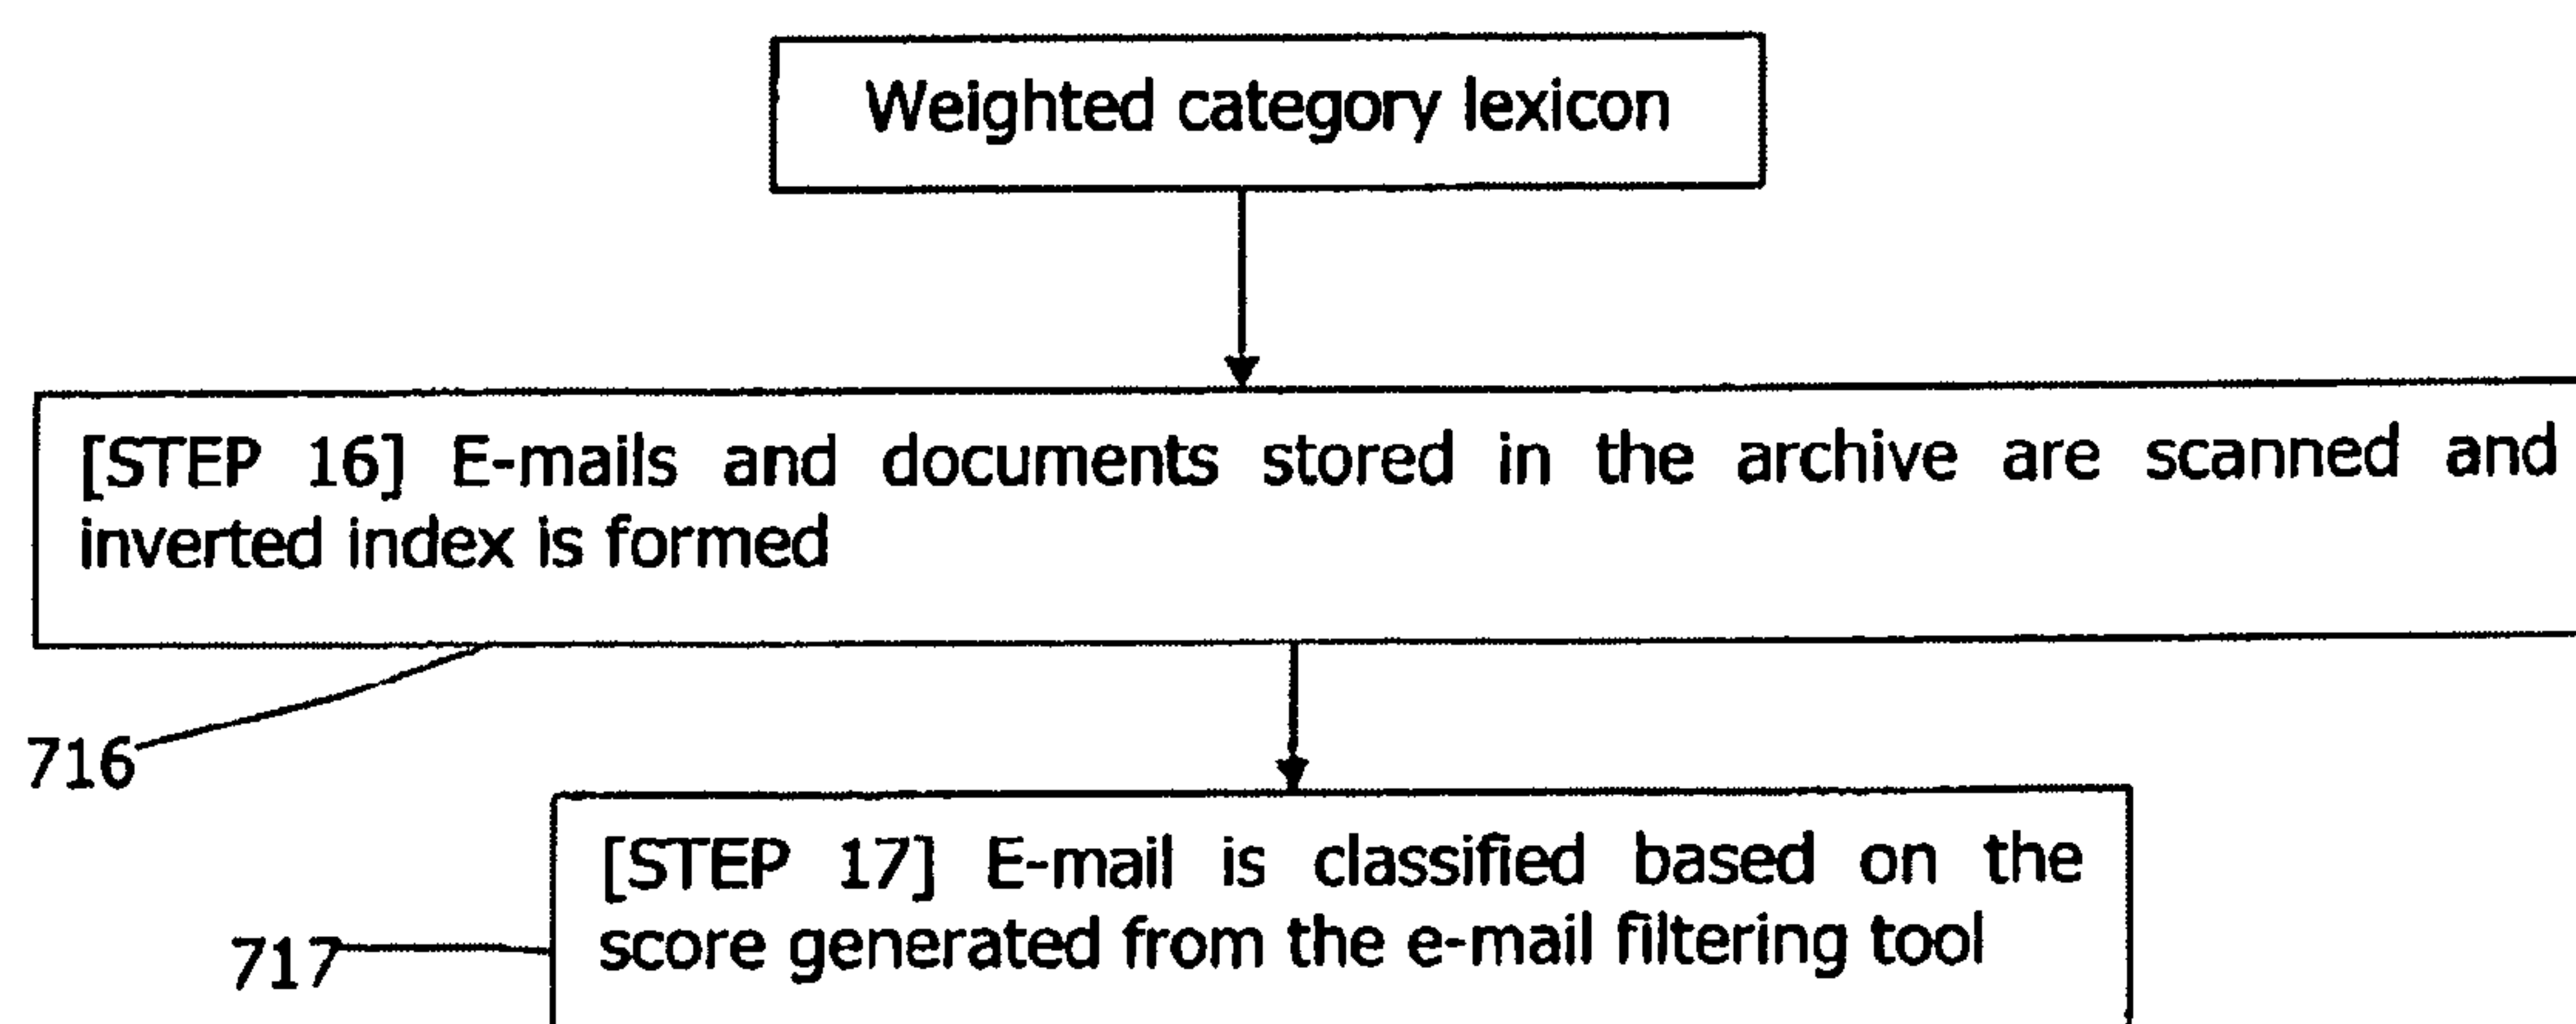 Weighted category lexicon
[STEP 16] E-mails and documents stored in the archive are scanned and
inverted index is formed
716
[STEP 17] E-mail is classified based on the
score generated from the e-mail filtering tool
717